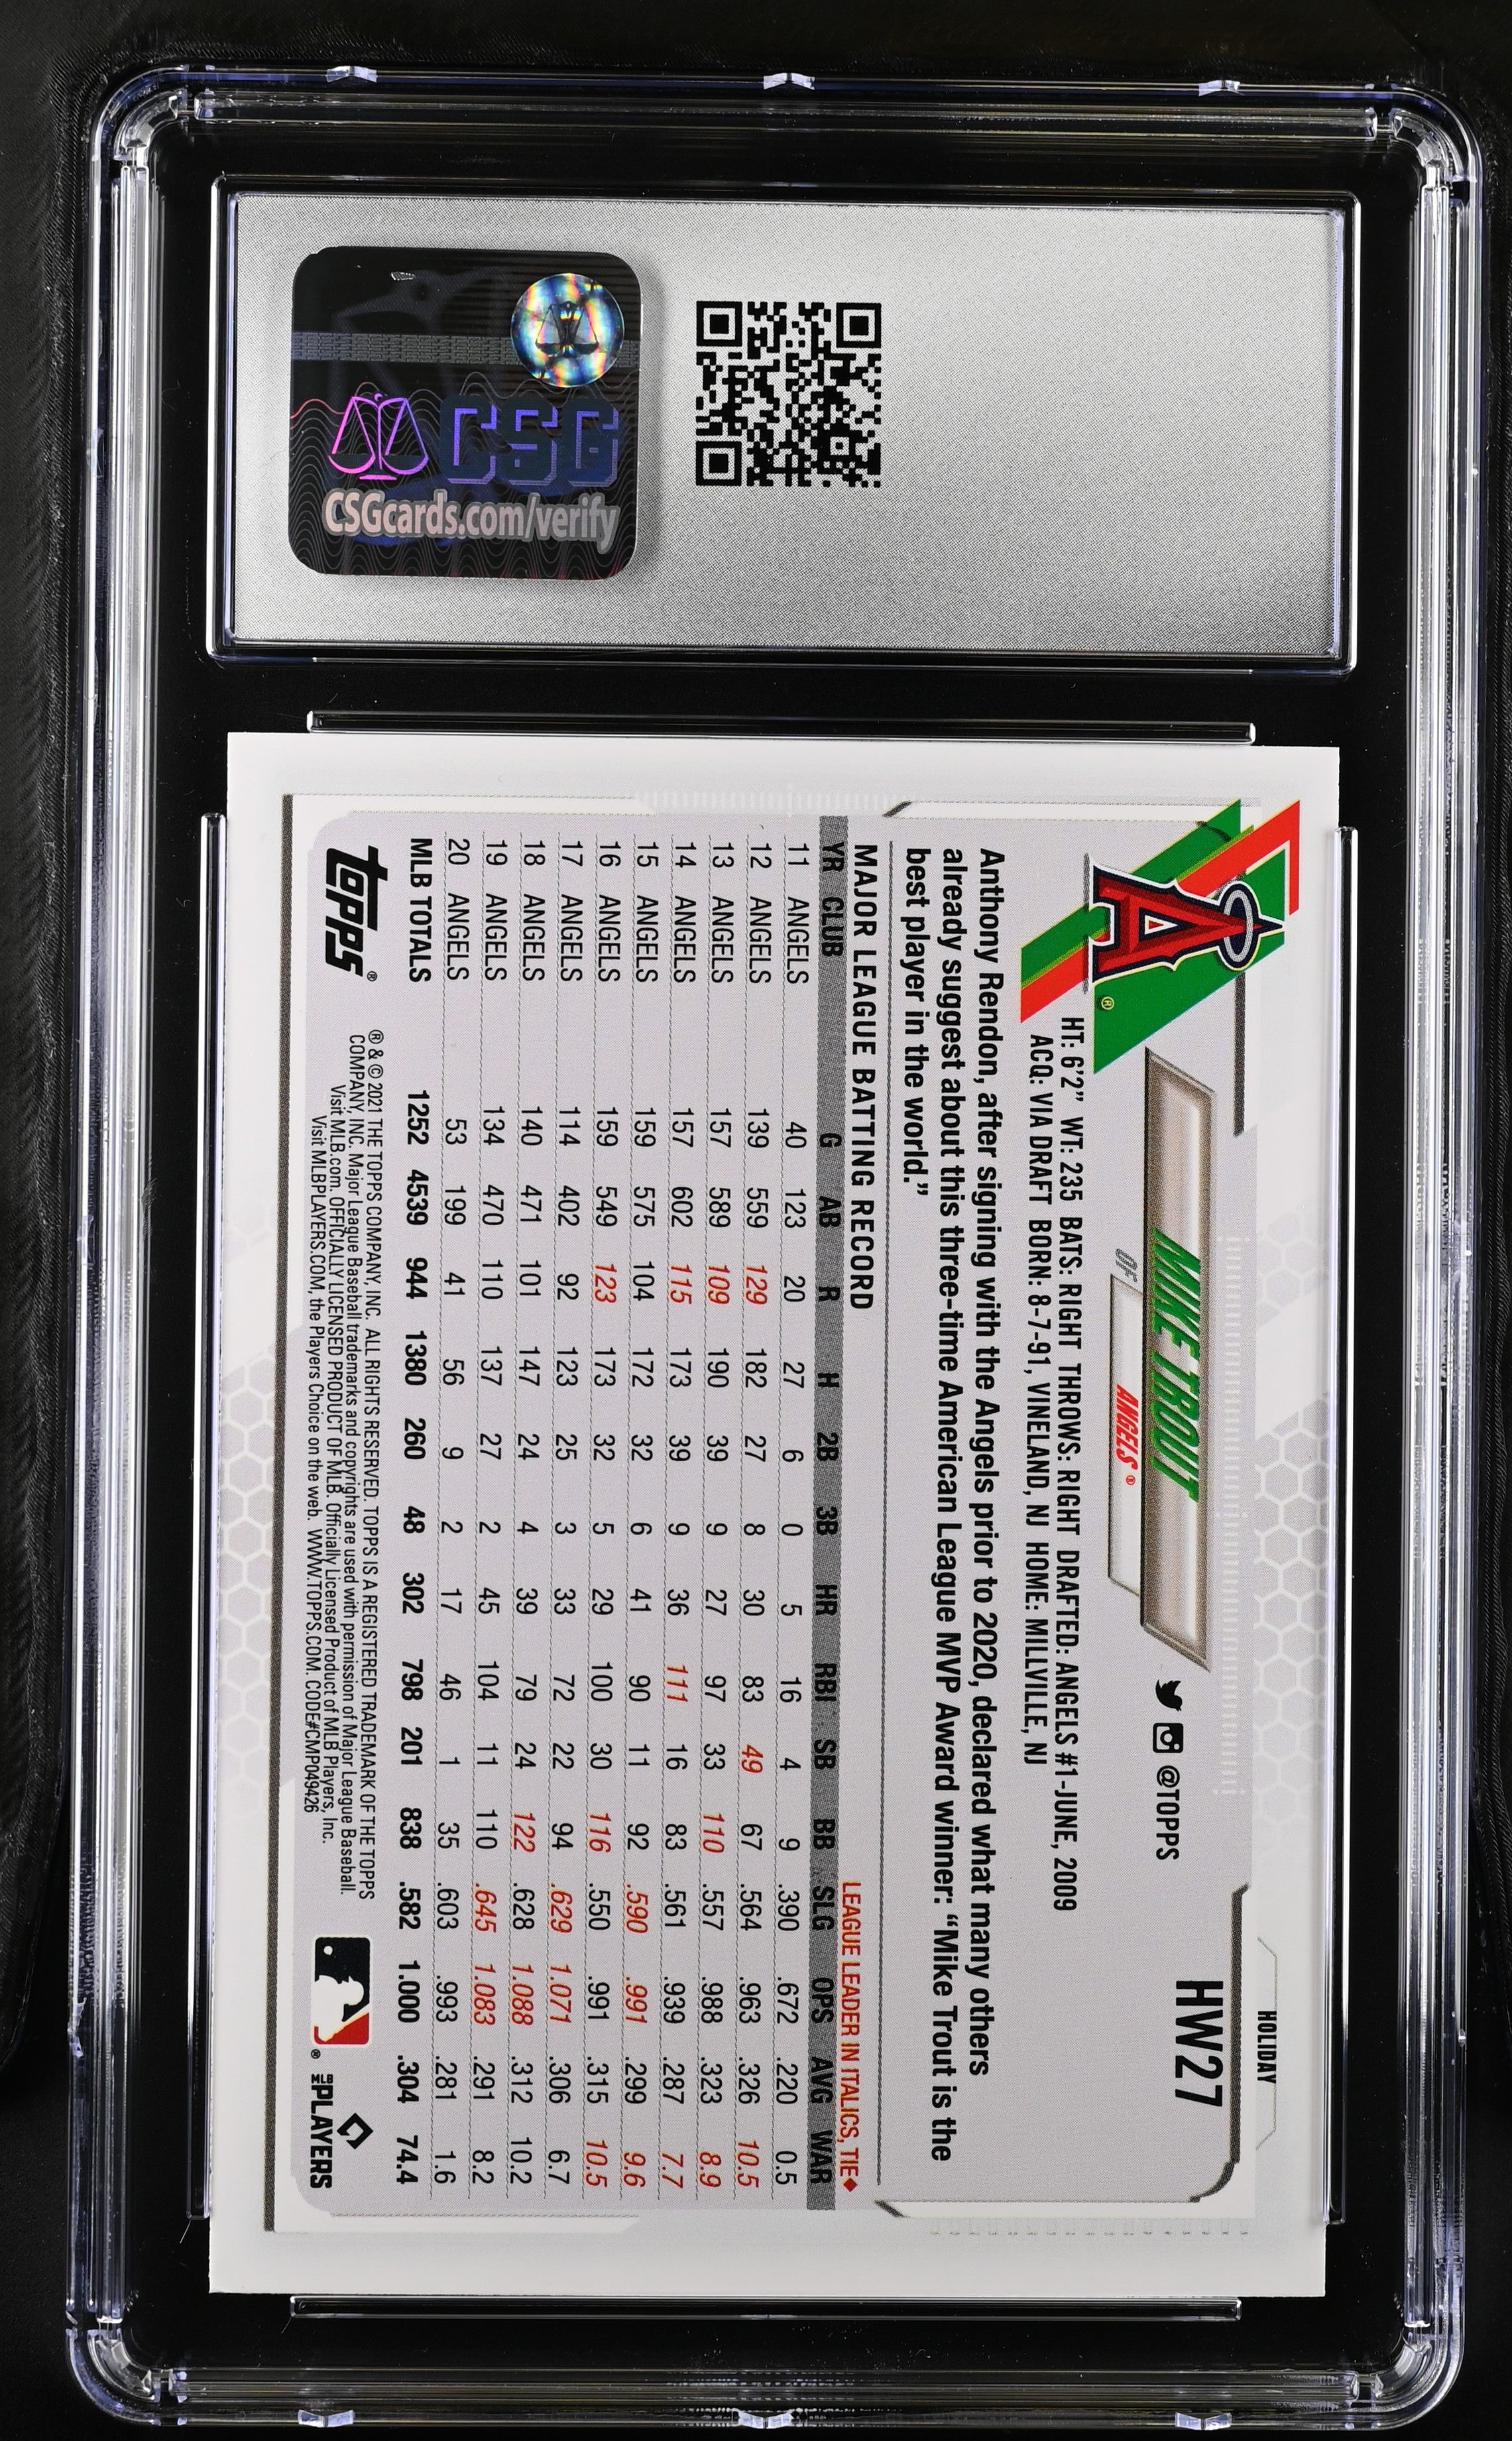 CSG
CSGcards.com/verify
HOLIDAY
HW27
MIKE TROUT
@TOPPS
OF
ANGELS ®
A ®
HT: 6'2" WT: 235 BATS: RIGHT THROWS: RIGHT DRAFTED: ANGELS #1-JUNE, 2009
ACQ: VIA DRAFT BORN: 8-7-91, VINELAND, NJ HOME: MILLVILLE, NJ
Anthony Rendon, after signing with the Angels prior to 2020, declared what many others
already suggest about this three-time American League MVP Award winner: “Mike Trout is the
best player in the world.”
MAJOR LEAGUE BATTING RECORD LEAGUE LEADER IN ITALICS, TIE◆
YR CLUB G AB R H 2B 3B HR RBI SB BB SLG OPS AVG WAR
11 ANGELS 40 123 20 27 6 0 5 16 4 9 .390 .672 .220 0.5
12 ANGELS 139 559 129 182 27 8 30 83 49 67 .564 .963 .326 10.5
13 ANGELS 157 589 109 190 39 9 27 97 33 110 .557 .988 .323 8.9
14 ANGELS 157 602 115 173 39 9 36 111 16 83 .561 .939 .287 7.7
15 ANGELS 159 575 104 172 32 6 41 90 11 92 .590 .991 .299 9.6
16 ANGELS 159 549 123 173 32 5 29 100 30 116 .550 .991 .315 10.5
17 ANGELS 114 402 92 123 25 3 33 72 22 94 .629 1.071 .306 6.7
18 ANGELS 140 471 101 147 24 4 39 79 24 122 .628 1.088 .312 10.2
19 ANGELS 134 470 110 137 27 2 45 104 11 110 .645 1.083 .291 8.2
20 ANGELS 53 199 41 56 9 2 17 46 1 35 .603 .993 .281 1.6
MLB TOTALS 1252 4539 944 1380 260 48 302 798 201 838 .582 1.000 .304 74.4
topps ®
® & © 2021 THE TOPPS COMPANY, INC. ALL RIGHTS RESERVED. TOPPS IS A REGISTERED TRADEMARK OF THE TOPPS
COMPANY, INC. Major League Baseball trademarks and copyrights are used with permission of Major League Baseball.
Visit MLB.com. OFFICIALLY LICENSED PRODUCT OF MLB. Officially Licensed Product of MLB Players, Inc.
Visit MLBPLAYERS.COM, the Players Choice on the web. WWW.TOPPS.COM. CODE#CMP049426
®
MLB PLAYERS